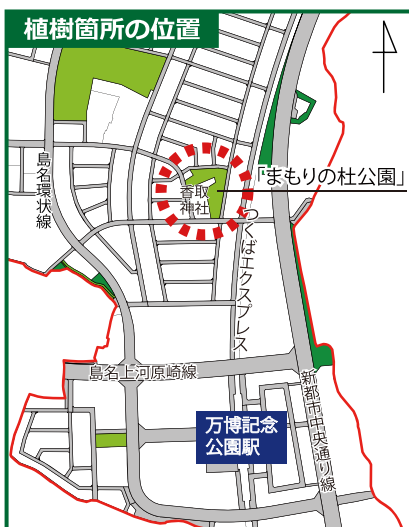 植樹箇所の位置
島名環状線
香取
神社
「まもりの杜公園」
つくばエクスプレス
島名上河原崎線
新都市中央通り線
万博記念
公園駅